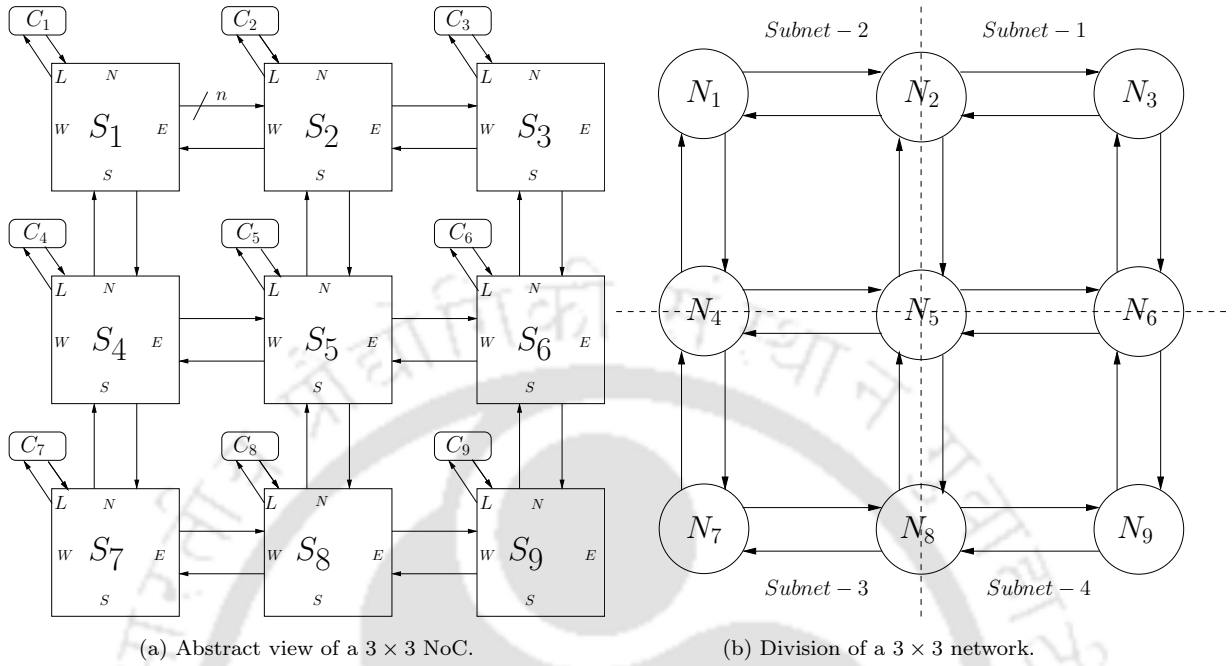 C1 C2 C3
L N W E S S1
n
L N W E S S2
L N W E S S3
C4 C5 C6
L N W E S S4
L N W E S S5
L N W E S S6
C7 C8 C9
L N W E S S7
L N W E S S8
L N W E S S9
(a) Abstract view of a 3 × 3 NoC.
Subnet − 2 Subnet − 1
N1 N2 N3
N4 N5 N6
N7 N8 N9
Subnet − 3 Subnet − 4
(b) Division of a 3 × 3 network.